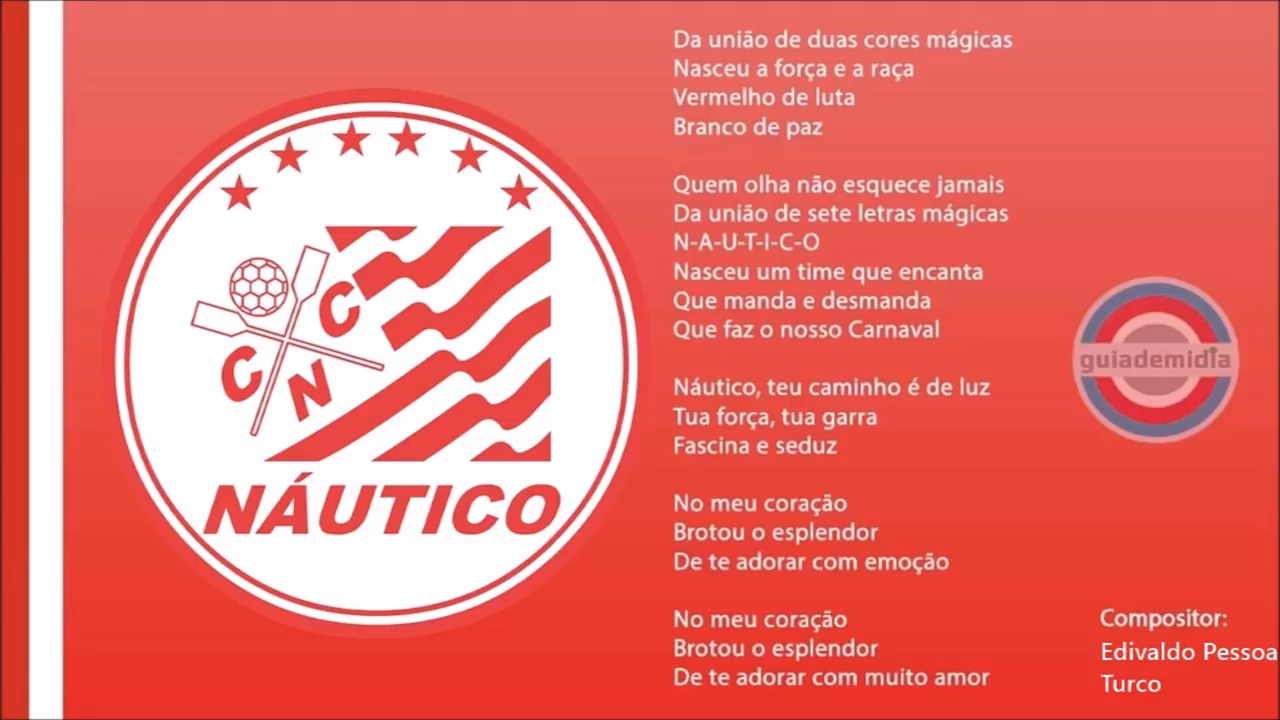 C
C
N
NÁUTICO
Da união de duas cores mágicas
Nasceu a força e a raça
Vermelho de luta
Branco de paz
Quem olha não esquece jamais
Da união de sete letras mágicas
N-A-U-T-I-C-O
Nasceu um time que encanta
Que manda e desmanda
Que faz o nosso Carnaval
Náutico, teu caminho é de luz
Tua força, tua garra
Fascina e seduz
No meu coração
Brotou o esplendor
De te adorar com emoção
No meu coração
Brotou o esplendor
De te adorar com muito amor
guiademidia
Compositor:
Edivaldo Pessoa
Turco